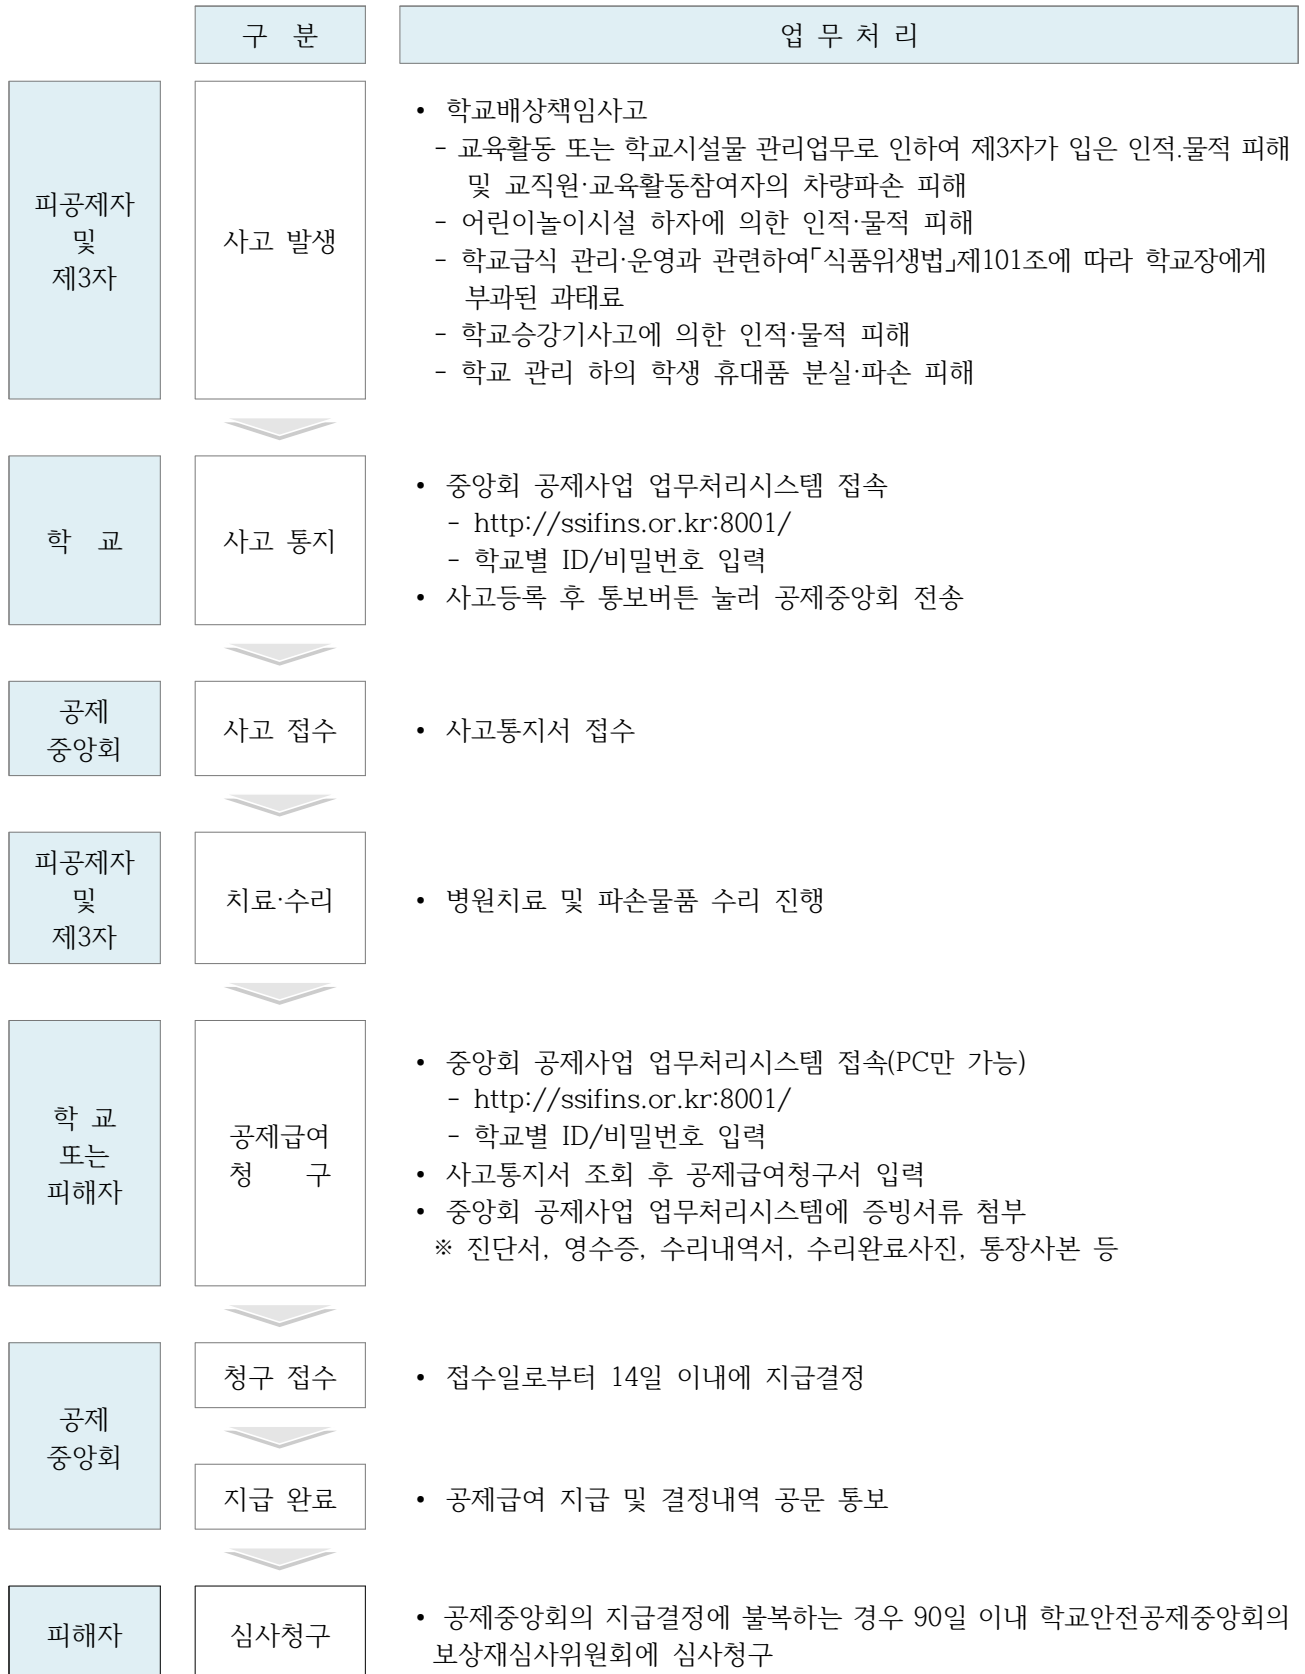 구 분
업 무 처 리
피공제자
및
제3자
사고 발생
• 학교배상책임사고
- 교육활동 또는 학교시설물 관리업무로 인하여 제3자가 입은 인적.물적 피해
및 교직원·교육활동참여자의 차량파손 피해
- 어린이놀이시설 하자에 의한 인적·물적 피해
- 학교급식 관리·운영과 관련하여「식품위생법」제101조에 따라 학교장에게
부과된 과태료
- 학교승강기사고에 의한 인적·물적 피해
- 학교 관리 하의 학생 휴대품 분실·파손 피해
학 교
사고 통지
• 중앙회 공제사업 업무처리시스템 접속
- http://ssifins.or.kr:8001/
- 학교별 ID/비밀번호 입력
• 사고등록 후 통보버튼 눌러 공제중앙회 전송
공제
중앙회
사고 접수
• 사고통지서 접수
피공제자
및
제3자
치료·수리
• 병원치료 및 파손물품 수리 진행
학 교
또는
피해자
공제급여
청 구
• 중앙회 공제사업 업무처리시스템 접속(PC만 가능)
- http://ssifins.or.kr:8001/
- 학교별 ID/비밀번호 입력
• 사고통지서 조회 후 공제급여청구서 입력
• 중앙회 공제사업 업무처리시스템에 증빙서류 첨부
※ 진단서, 영수증, 수리내역서, 수리완료사진, 통장사본 등
공제
중앙회
청구 접수
• 접수일로부터 14일 이내에 지급결정
지급 완료
• 공제급여 지급 및 결정내역 공문 통보
피해자
심사청구
• 공제중앙회의 지급결정에 불복하는 경우 90일 이내 학교안전공제중앙회의
보상재심사위원회에 심사청구